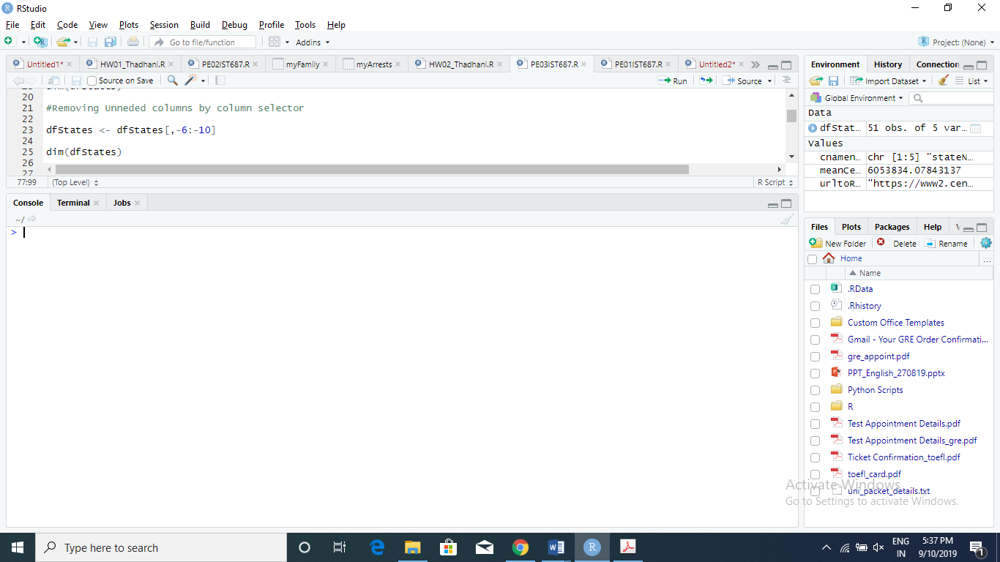 RStudio
File Edit Code View Plots Session Build Debug Profile Tools Help
Go to file/function Addins Project: (None)
Untitled1* HW01_Thadhani.R PE02IST687.R myFamily myArrests HW02_Thadhani.R PE03IST687.R PE01IST687.R Untitled2*
Source on Save Run Source
20
21 #Removing Unneded columns by column selector
22
23 dfStates <- dfStates[,-6:-10]
24
25 dim(dfStates)
26
27
77:99 (Top Level) R Script
Console Terminal Jobs
~/
>
Environment History Connection
Import Dataset List
Global Environment
Data
dfStat... 51 obs. of 5 var...
Values
cnamen... chr [1:5] "stateN...
meanCe... 6053834.07843137
urltoR... "https://www2.cen...
Files Plots Packages Help
New Folder Delete Rename
Home ...
Name
.RData
.Rhistory
Custom Office Templates
Gmail - Your GRE Order Confirmati...
gre_appoint.pdf
PPT_English_270819.pptx
Python Scripts
R
Test Appointment Details.pdf
Test Appointment Details_gre.pdf
Ticket Confirmation_toefl.pdf
toefl_card.pdf
uni_packet_details.txt
Activate Windows
Go to Settings to activate Windows.
Type here to search
ENG 5:37 PM
IN 9/10/2019 1